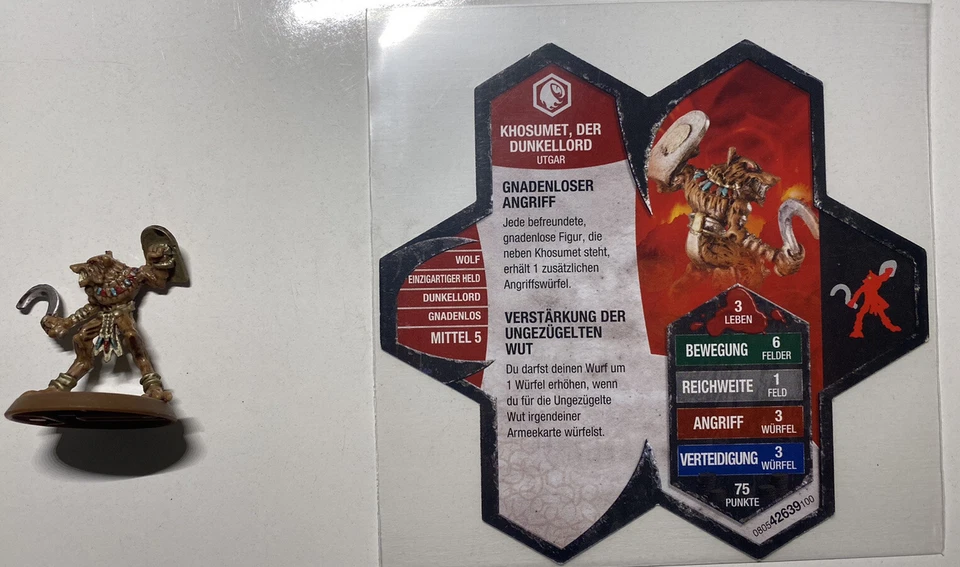 KHOSUMET, DER
DUNKELLORD
UTGAR
GNADENLOSER
ANGRIFF
Jede befreundete,
gnadenlose Figur, die
neben Khosumet steht,
erhält 1 zusätzlichen
Angriffswürfel.
VERSTÄRKUNG DER
UNGEZÜGELTEN
WUT
Du darfst deinen Wurf um
1 Würfel erhöhen, wenn
du für die Ungezügelte
Wut irgendeiner
Armeekarte würfelst.
WOLF
EINZIGARTIGER HELD
DUNKELLORD
GNADENLOS
MITTEL 5
3
LEBEN
BEWEGUNG 6 FELDER
REICHWEITE 1 FELD
ANGRIFF 3 WÜRFEL
VERTEIDIGUNG 3 WÜRFEL
75
PUNKTE
080542639100